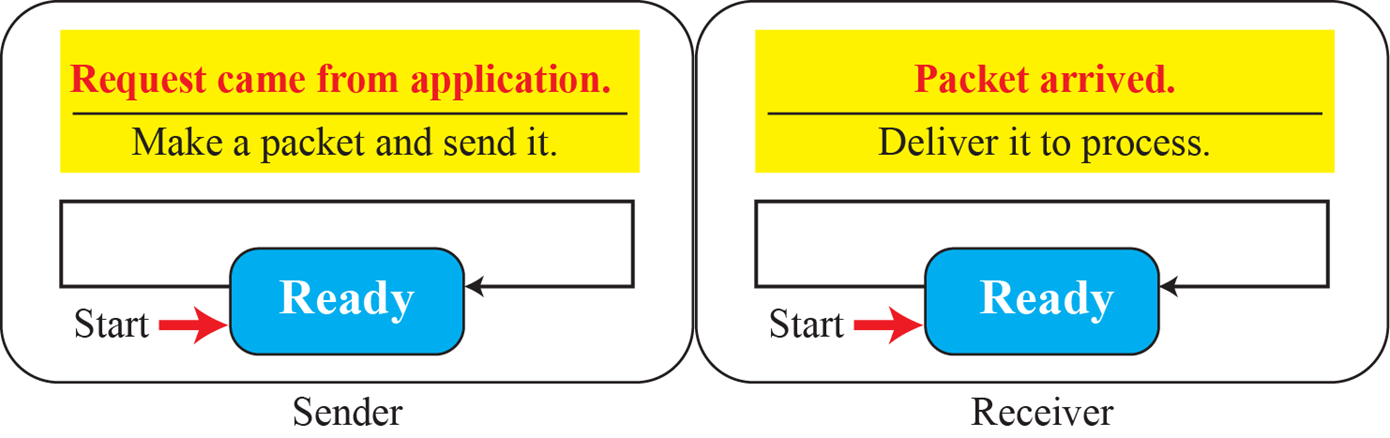 Request came from application.
Make a packet and send it.
Ready
Start
Sender
Packet arrived.
Deliver it to process.
Ready
Start
Receiver